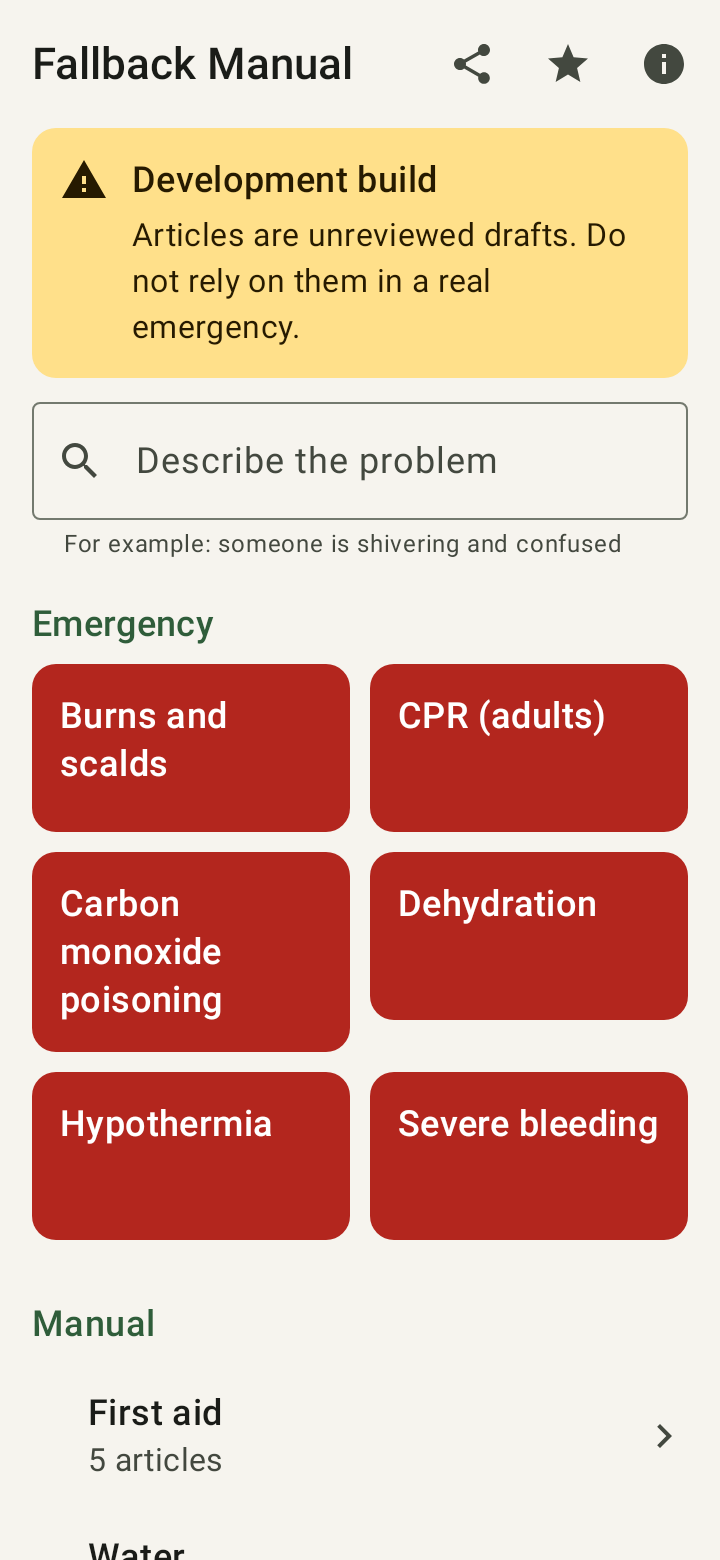 Fallback Manual
Development build
Articles are unreviewed drafts. Do
not rely on them in a real
emergency.
Describe the problem
For example: someone is shivering and confused
Emergency
Burns and
scalds
CPR (adults)
Carbon
monoxide
poisoning
Dehydration
Hypothermia
Severe bleeding
Manual
First aid
5 articles
Water